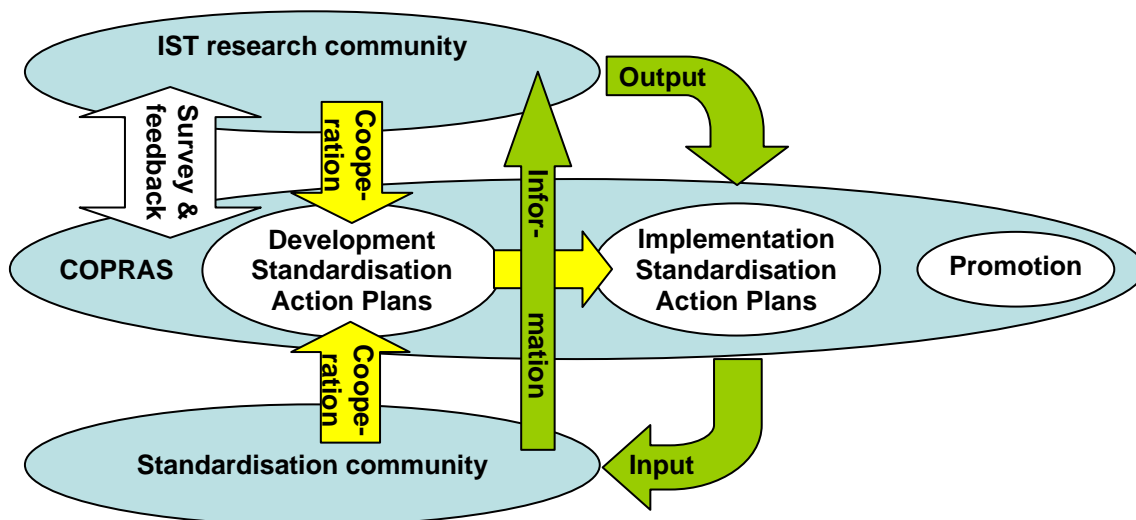 IST research community
Output
Survey &
feedback
Coope-
ration
Infor-
mation
COPRAS
Development
Standardisation
Action Plans
Implementation
Standardisation
Action Plans
Promotion
Coope-
ration
Standardisation community
Input